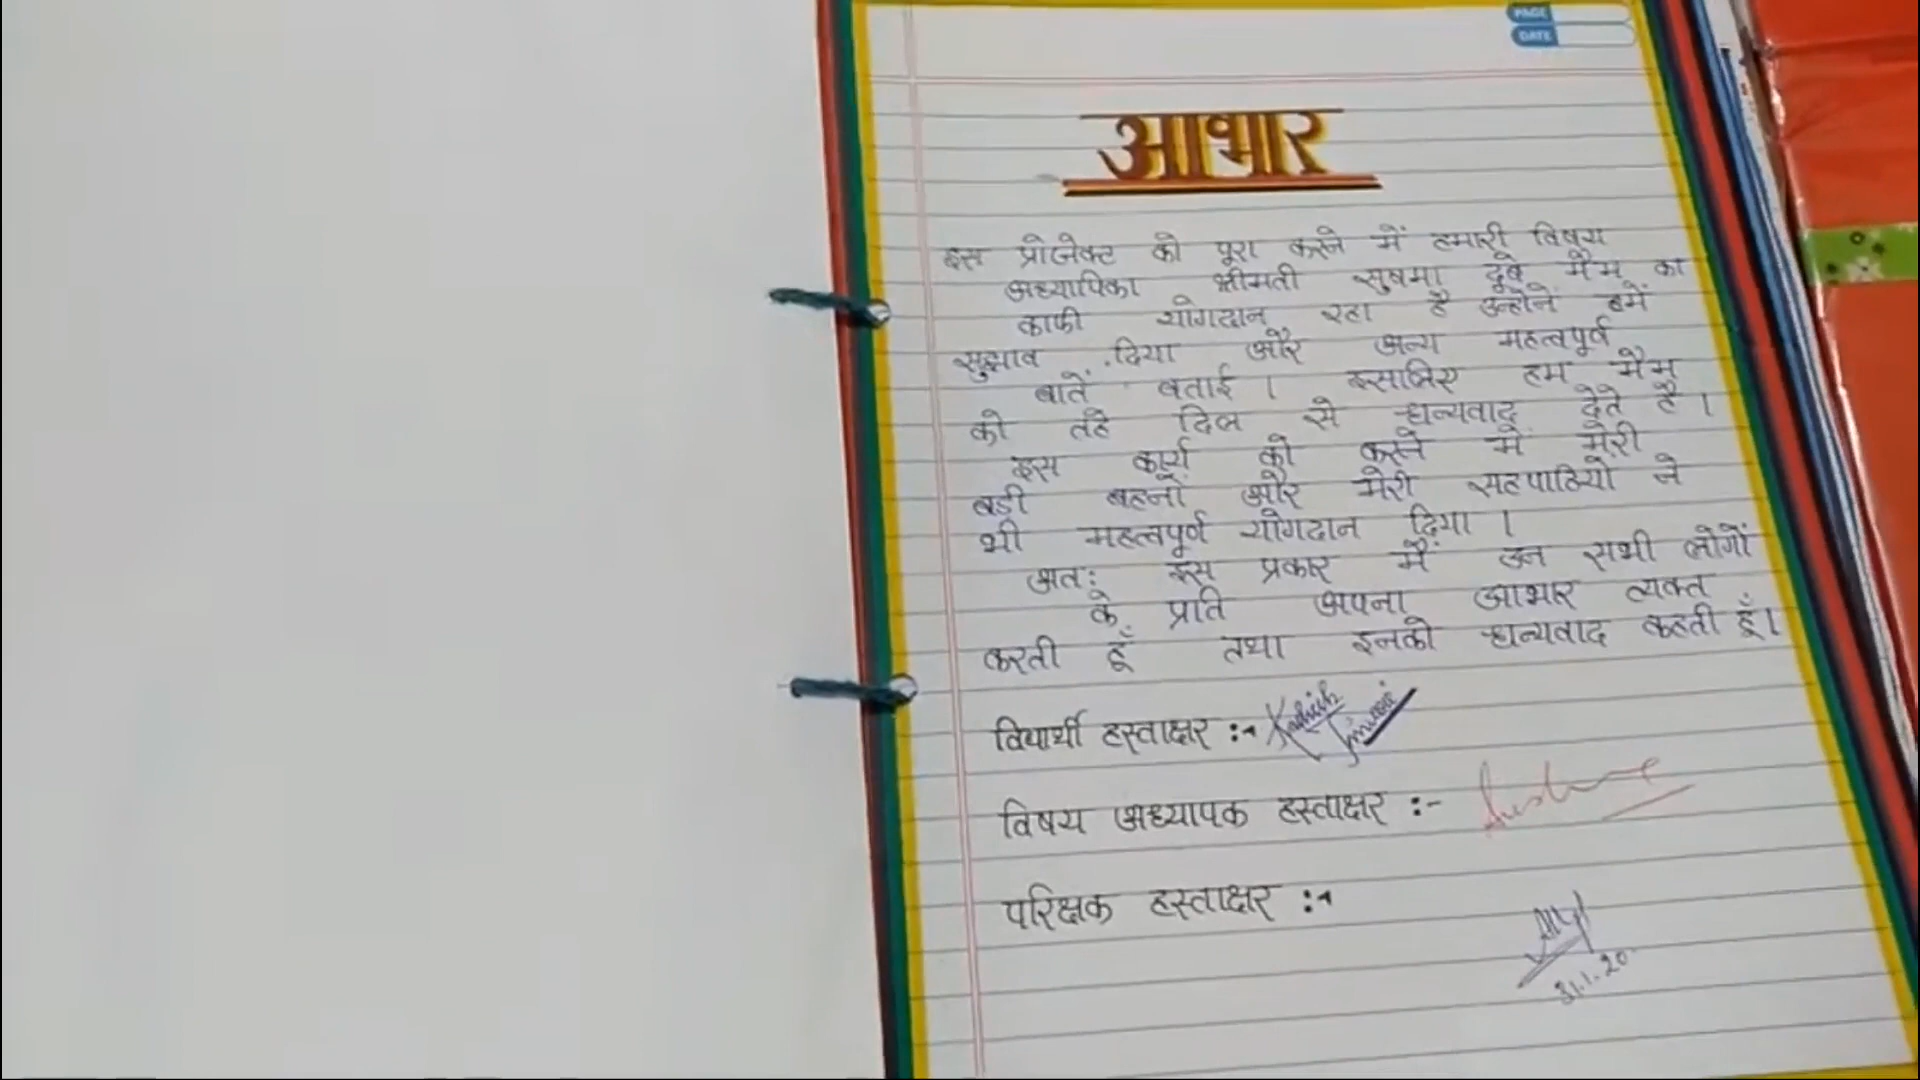 PAGE
DATE
आभार
इस प्रोजेक्ट को पूरा करने में हमारी विषय
अध्यापिका श्रीमती सुषमा दूबे मैम का
काफी योगदान रहा है उन्होनें हमें
सुझाव दिया और अन्य महत्वपूर्ण
बातें बताई । इसलिए हम मैम
को तहे दिल से धन्यवाद देते है ।
इस कार्य को करने में मेरी
बड़ी बहनों और मेरी सहपाठियो ने
भी महत्वपूर्ण योगदान दिया ।
अतः इस प्रकार मैं उन सभी लोगों
के प्रति अपना आभार व्यक्त
करती हूँ तथा इनको धन्यवाद कहती हूँ।
विद्यार्थी हस्ताक्षर :-
विषय अध्यापक हस्ताक्षर :-
परिक्षक हस्ताक्षर :-
31.1.20